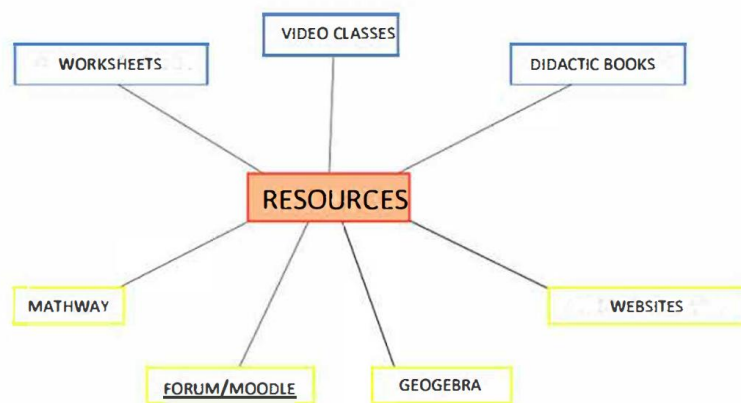 VIDEO CLASSES
WORKSHEETS
DIDACTIC BOOKS
RESOURCES
MATHWAY
WEBSITES
FORUM/MOODLE
GEOGEBRA